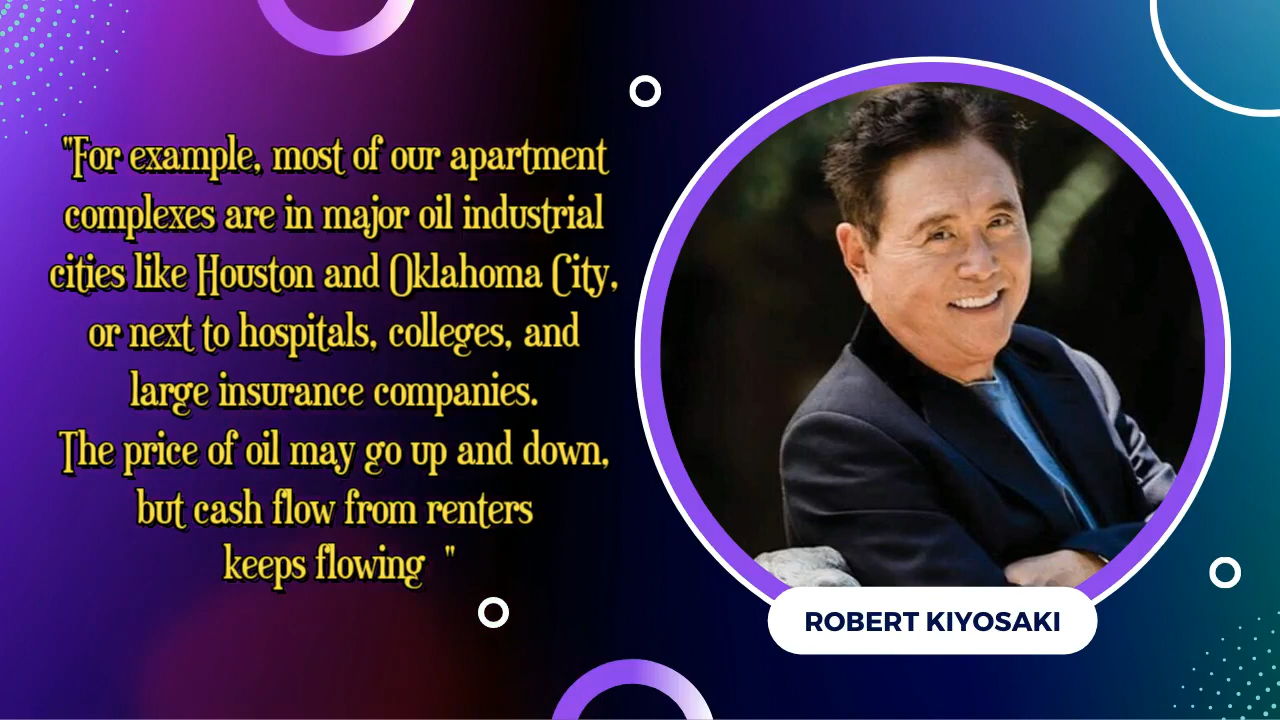 "For example, most of our apartment
complexes are in major oil industrial
cities like Houston and Oklahoma City,
or next to hospitals, colleges, and
large insurance companies.
The price of oil may go up and down,
but cash flow from renters
keeps flowing "
ROBERT KIYOSAKI